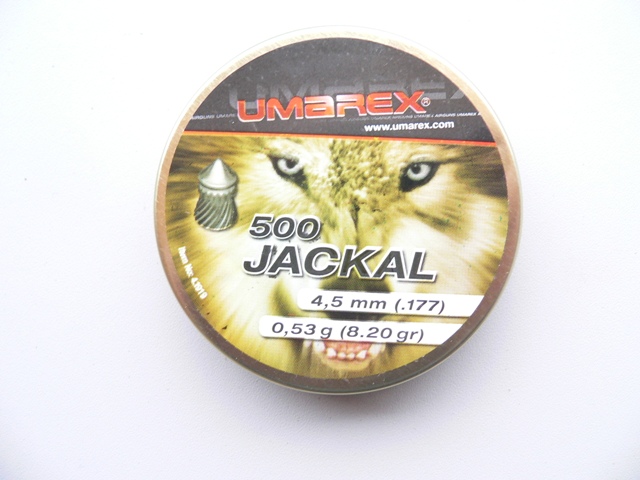 UMAREX®
www.umarex.com
500
JACKAL
4,5 mm (.177)
0,53 g (8.20 gr)